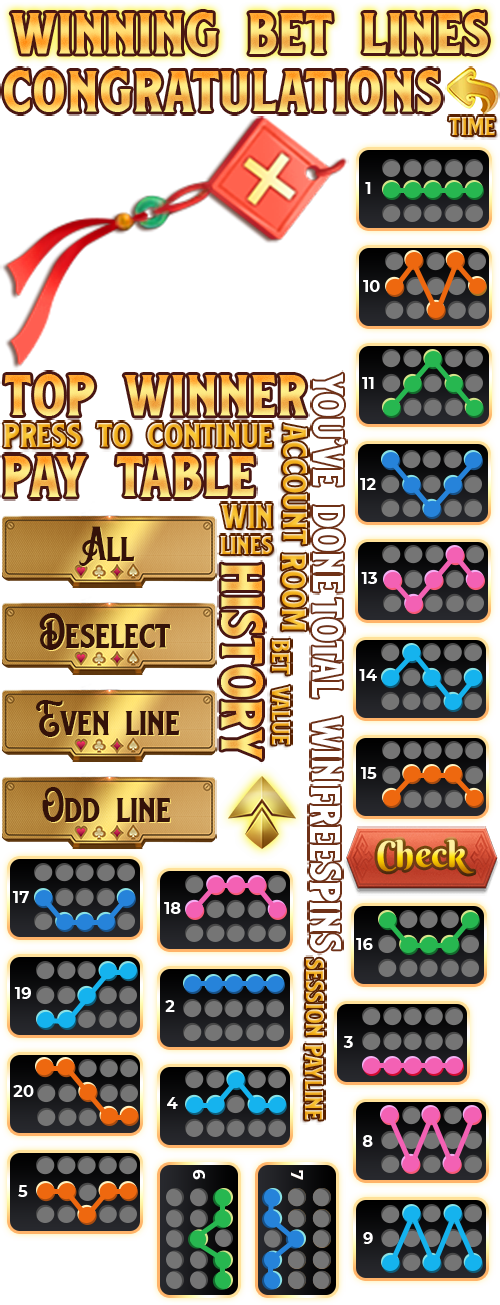 WINNING BET LINES
CONGRATULATIONS
TIME
1
10
11
12
13
14
15
TOP WINNER
PRESS TO CONTINUE
PAY TABLE
WIN
LINES
ACCOUNT ROOM
YOU'VE DONE
TOTAL WIN
FREESPINS
HISTORY
BET VALUE
ALL
DESELECT
EVEN LINE
ODD LINE
Check
17
18
16
19
2
3
SESSION PAYLINE
20
4
8
5
6
7
9